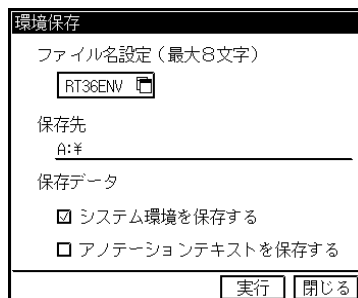 環境保存
ファイル名設定(最大8文字)
RT36ENV
保存先
A:¥
保存データ
システム環境を保存する
アノテーションテキストを保存する
実行 閉じる